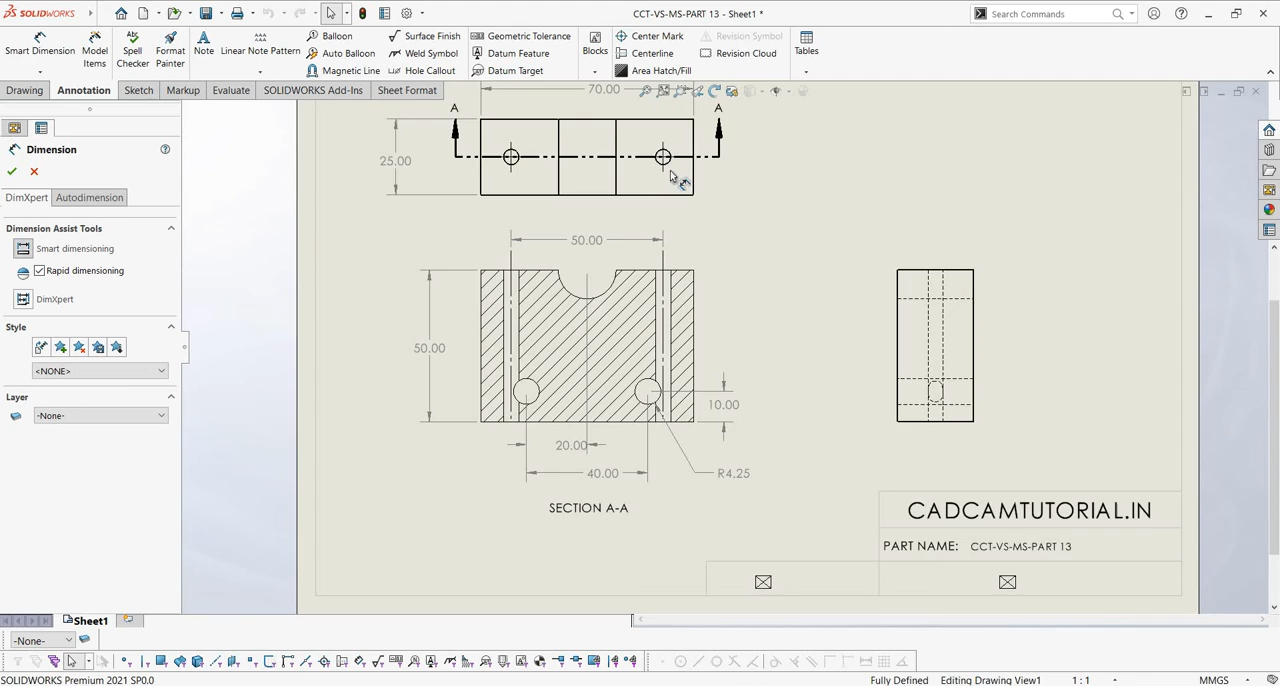 SOLIDWORKS
CCT-VS-MS-PART 13 - Sheet1 *
Search Commands
Smart Dimension
Model Items
Spell Checker
Format Painter
Note
Linear Note Pattern
Balloon
Auto Balloon
Magnetic Line
Surface Finish
Weld Symbol
Hole Callout
Geometric Tolerance
Datum Feature
Datum Target
Blocks
Center Mark
Centerline
Area Hatch/Fill
Revision Symbol
Revision Cloud
Tables
Drawing
Annotation
Sketch
Markup
Evaluate
SOLIDWORKS Add-Ins
Sheet Format
Dimension
DimXpert
Autodimension
Dimension Assist Tools
Smart dimensioning
Rapid dimensioning
DimXpert
Style
<NONE>
Layer
-None-
70.00
A
A
25.00
50.00
50.00
10.00
20.00
40.00
R4.25
SECTION A-A
CADCAMTUTORIAL.IN
PART NAME: CCT-VS-MS-PART 13
Sheet1
-None-
SOLIDWORKS Premium 2021 SP0.0
Fully Defined
Editing Drawing View1
1 : 1
MMGS